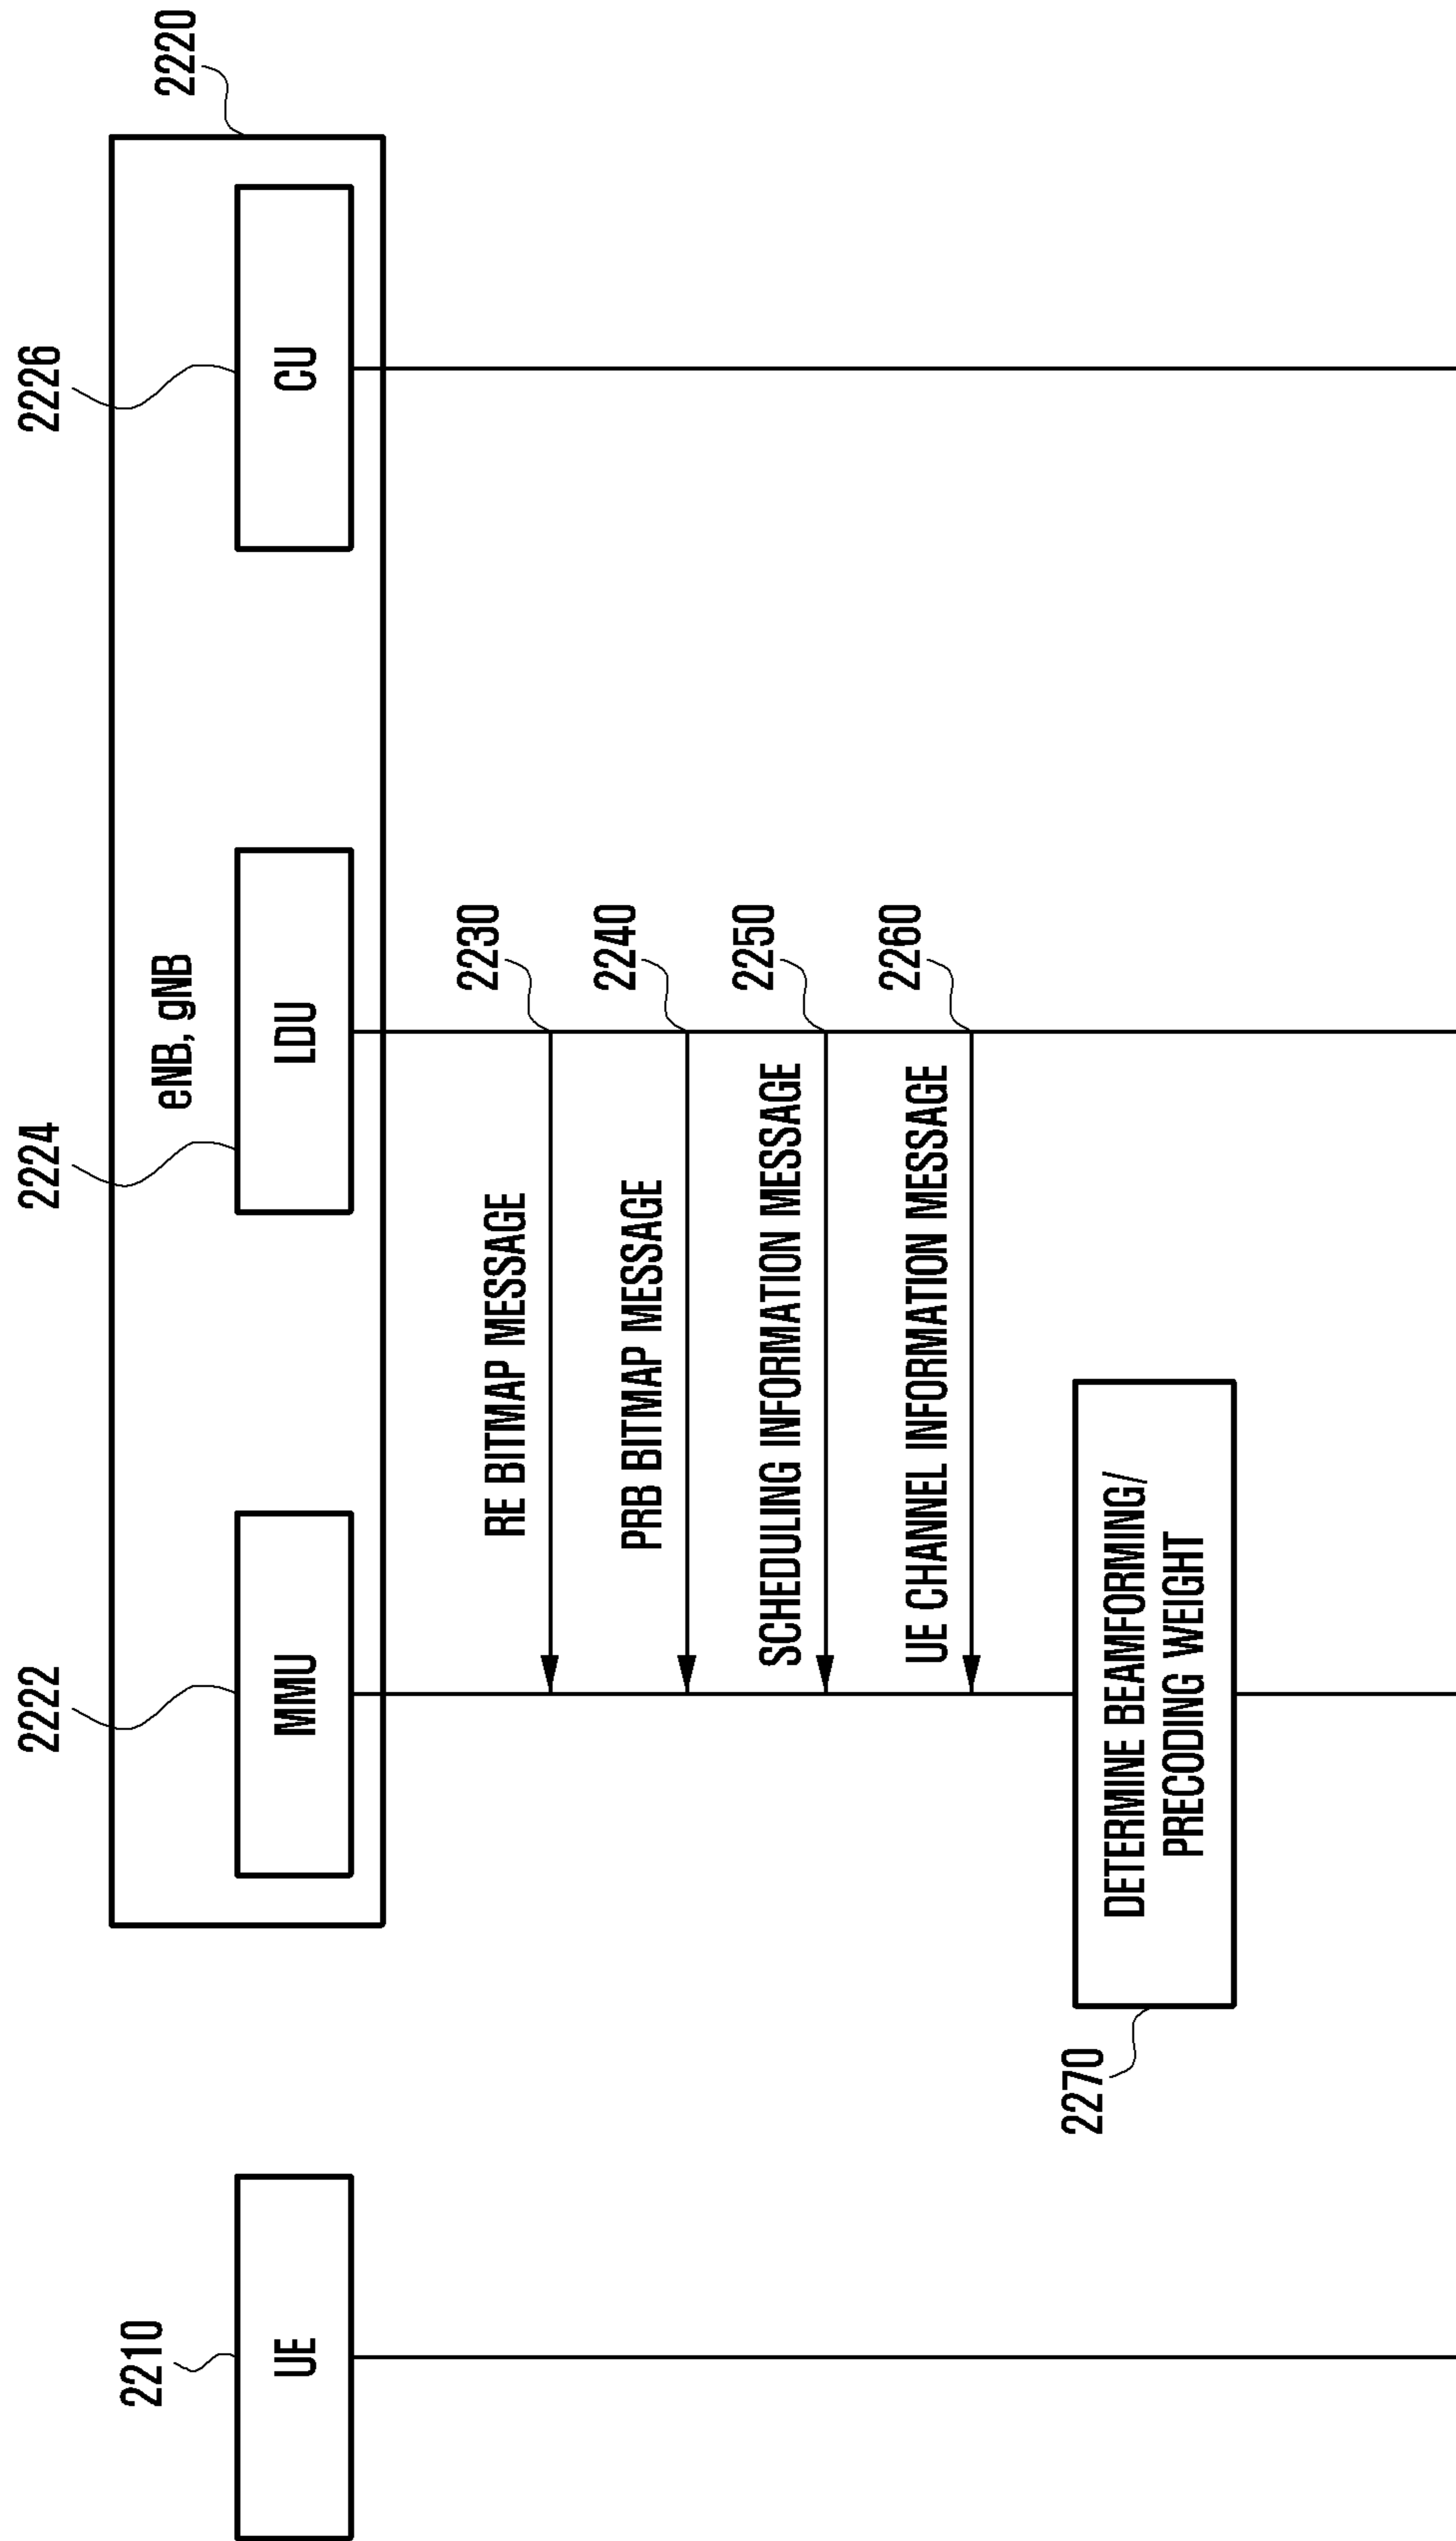 2210
UE
2220
eNB, gNB
2222
MMU
2224
LDU
2226
CU
RE BITMAP MESSAGE
2230
PRB BITMAP MESSAGE
2240
SCHEDULING INFORMATION MESSAGE
2250
UE CHANNEL INFORMATION MESSAGE
2260
2270
DETERMINE BEAMFORMING/
PRECODING WEIGHT